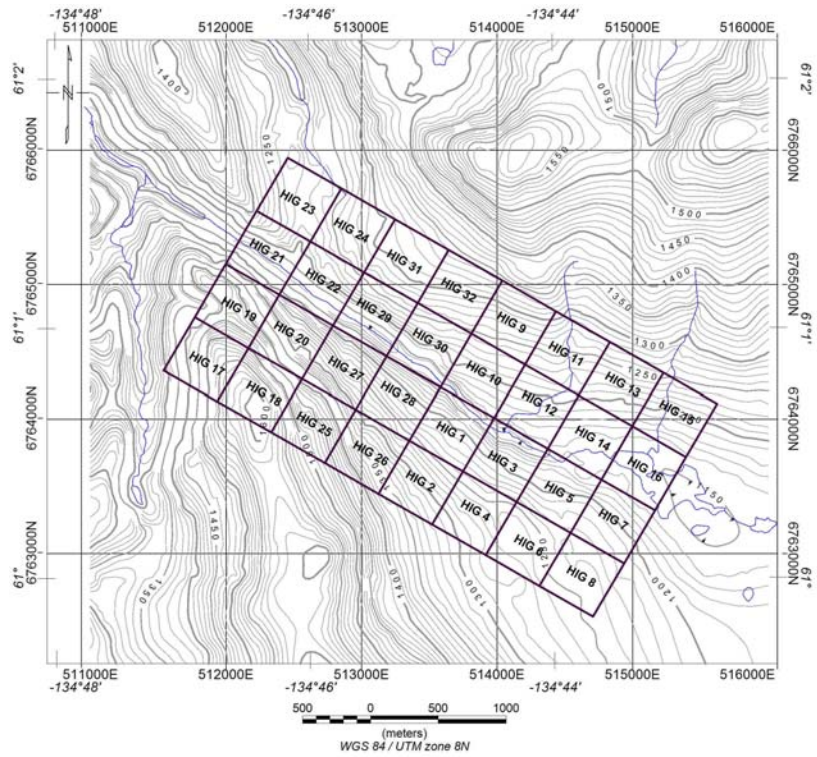 -134°48' -134°46' -134°44'
511000E 512000E 513000E 514000E 515000E 516000E
61°2' 61°2'
N
1400
1500
1250
1550
6766000N 6766000N
HIG 23
HIG 24
1500
HIG 31
1450
HIG 21
HIG 32
1400
6765000N 6765000N
HIG 22
1350
HIG 29
HIG 9
HIG 19
61°1' 61°1'
HIG 30
HIG 11
1300
HIG 20
HIG 17
HIG 27
HIG 10
HIG 13
1250
HIG 18
HIG 28
HIG 12
HIG 15
6764000N 6764000N
HIG 25
HIG 1
HIG 14
HIG 26
1350
HIG 3
HIG 16
HIG 2
HIG 5
1150
1450
HIG 4
HIG 7
6763000N 6763000N
HIG 6
1250
61° 61°
HIG 8
1350
1400
1300
1200
511000E 512000E 513000E 514000E 515000E 516000E
-134°48' -134°46' -134°44'
500 0 500 1000
(meters)
WGS 84 / UTM zone 8N